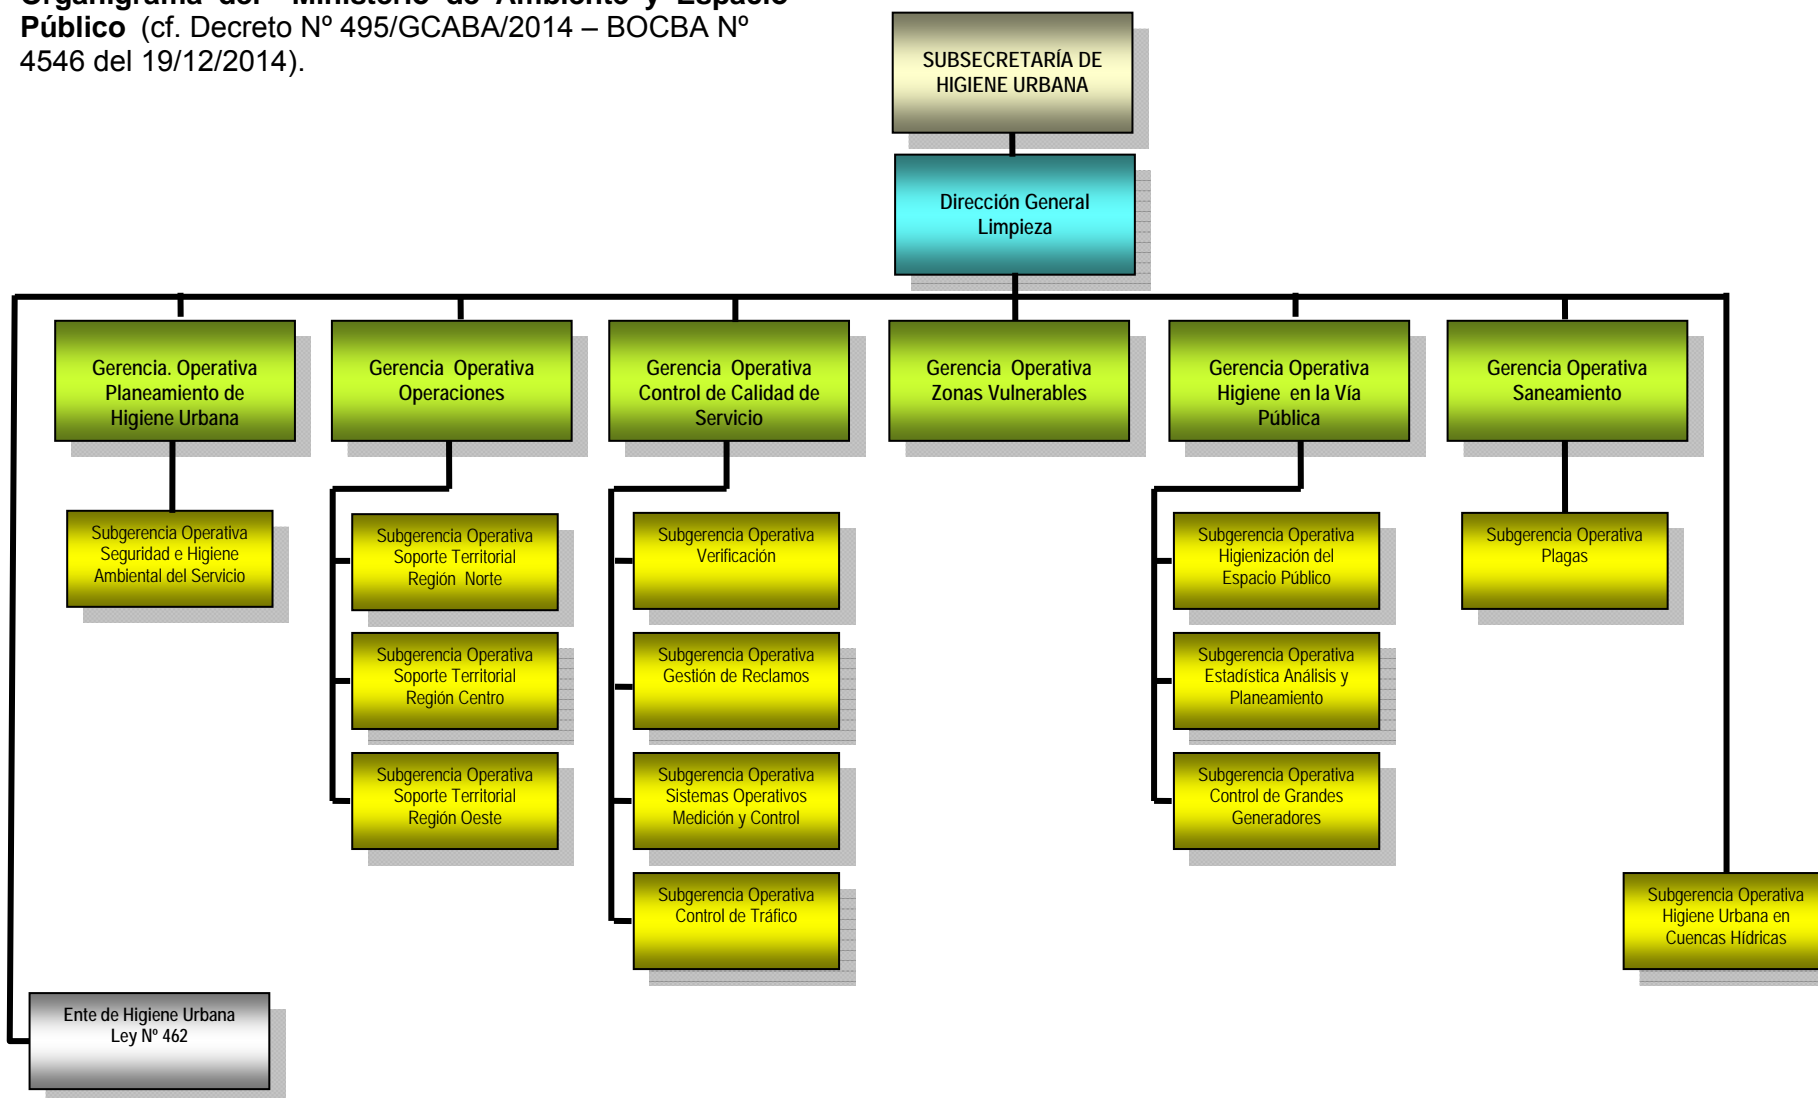 Organigrama del Ministerio de Ambiente y Espacio
Público (cf. Decreto Nº 495/GCABA/2014 – BOCBA Nº
4546 del 19/12/2014).
SUBSECRETARÍA DE
HIGIENE URBANA
Dirección General
Limpieza
Gerencia. Operativa
Planeamiento de
Higiene Urbana
Gerencia Operativa
Operaciones
Gerencia Operativa
Control de Calidad de
Servicio
Gerencia Operativa
Zonas Vulnerables
Gerencia Operativa
Higiene en la Vía
Pública
Gerencia Operativa
Saneamiento
Subgerencia Operativa
Seguridad e Higiene
Ambiental del Servicio
Subgerencia Operativa
Soporte Territorial
Región Norte
Subgerencia Operativa
Soporte Territorial
Región Centro
Subgerencia Operativa
Soporte Territorial
Región Oeste
Subgerencia Operativa
Verificación
Subgerencia Operativa
Gestión de Reclamos
Subgerencia Operativa
Sistemas Operativos
Medición y Control
Subgerencia Operativa
Control de Tráfico
Subgerencia Operativa
Higienización del
Espacio Público
Subgerencia Operativa
Estadística Análisis y
Planeamiento
Subgerencia Operativa
Control de Grandes
Generadores
Subgerencia Operativa
Plagas
Subgerencia Operativa
Higiene Urbana en
Cuencas Hídricas
Ente de Higiene Urbana
Ley Nº 462